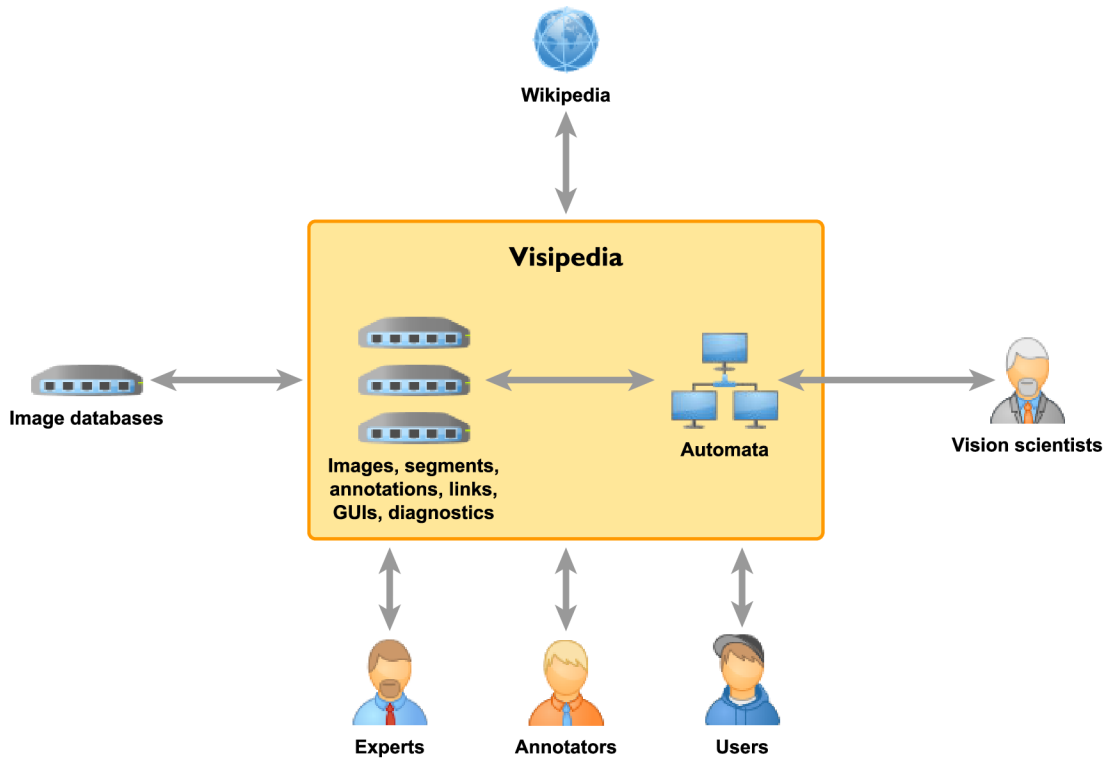 Wikipedia
Visipedia
Image databases
Images, segments,
annotations, links,
GUIs, diagnostics
Automata
Vision scientists
Experts
Annotators
Users